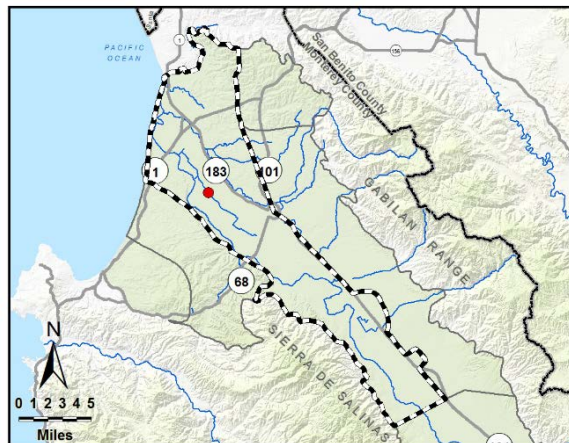 1
156
PACIFIC
OCEAN
San Benito County
Monterey County
1
183
101
GABILAN RANGE
68
SIERRA DE SALINAS
N
0 1 2 3 4 5
Miles